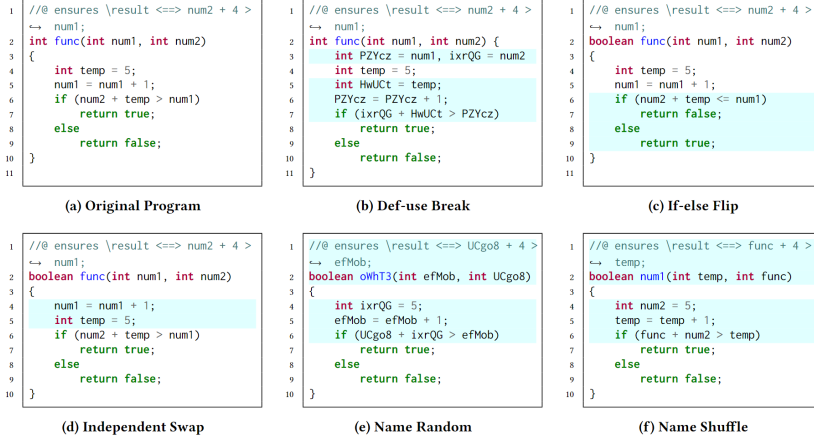 1 //@ ensures \result <==> num2 + 4 >
↪ num1;
2 int func(int num1, int num2)
3 {
4 int temp = 5;
5 num1 = num1 + 1;
6 if (num2 + temp > num1)
7 return true;
8 else
9 return false;
10 }
11
(a) Original Program
1 //@ ensures \result <==> num2 + 4 >
↪ num1;
2 int func(int num1, int num2) {
3 int PZYcz = num1, ixrQG = num2
4 int temp = 5;
5 int HwUCt = temp;
6 PZYcz = PZYcz + 1;
7 if (ixrQG + HwUCt > PZYcz)
8 return true;
9 else
10 return false;
11 }
(b) Def-use Break
1 //@ ensures \result <==> num2 + 4 >
↪ num1;
2 boolean func(int num1, int num2)
3 {
4 int temp = 5;
5 num1 = num1 + 1;
6 if (num2 + temp <= num1)
7 return false;
8 else
9 return true;
10 }
11
(c) If-else Flip
1 //@ ensures \result <==> num2 + 4 >
↪ num1;
2 boolean func(int num1, int num2)
3 {
4 num1 = num1 + 1;
5 int temp = 5;
6 if (num2 + temp > num1)
7 return true;
8 else
9 return false;
10 }
(d) Independent Swap
1 //@ ensures \result <==> UCgo8 + 4 >
↪ efMob;
2 boolean oWhT3(int efMob, int UCgo8)
3 {
4 int ixrQG = 5;
5 efMob = efMob + 1;
6 if (UCgo8 + ixrQG > efMob)
7 return true;
8 else
9 return false;
10 }
(e) Name Random
1 //@ ensures \result <==> func + 4 >
↪ temp;
2 boolean num1(int temp, int func)
3 {
4 int num2 = 5;
5 temp = temp + 1;
6 if (func + num2 > temp)
7 return true;
8 else
9 return false;
10 }
(f) Name Shuffle